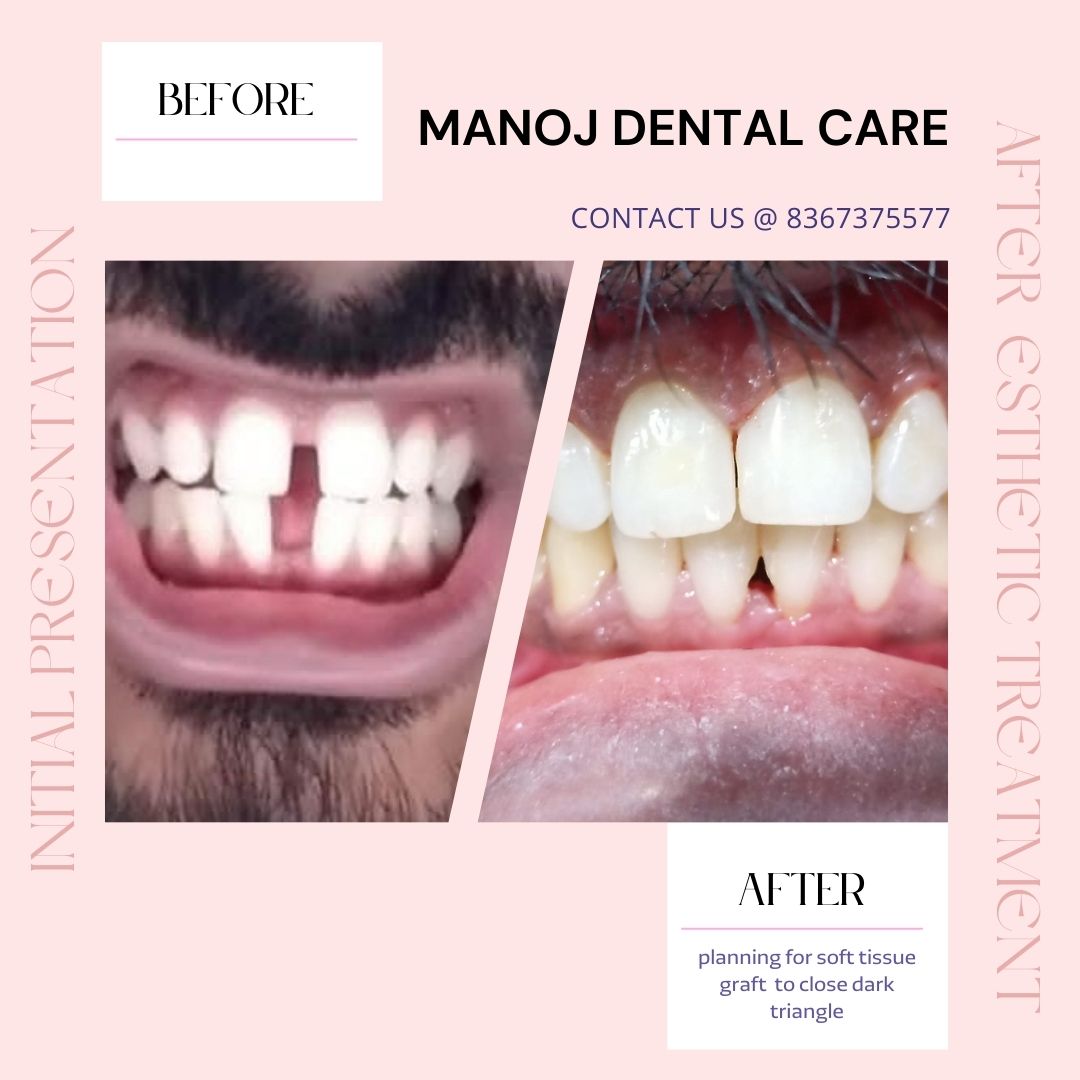 BEFORE
MANOJ DENTAL CARE
CONTACT US @ 8367375577
INITIAL PRESENTATION
AFTER ESTHETIC TREATMENT
AFTER
planning for soft tissue
graft to close dark
triangle